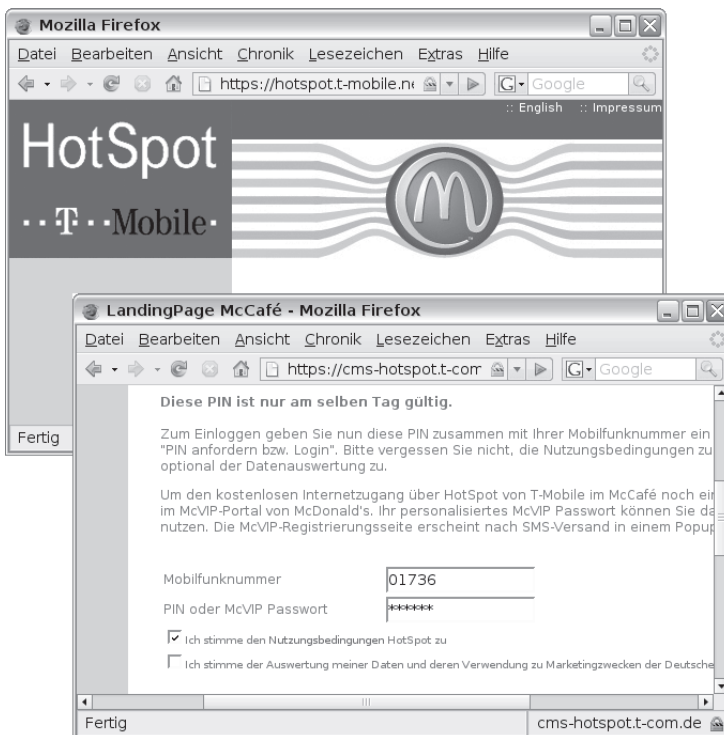 Mozilla Firefox
Datei Bearbeiten Ansicht Chronik Lesezeichen Extras Hilfe
https://hotspot.t-mobile.ne G Google
:: English :: Impressum
HotSpot
··T··Mobile·
Fertig
LandingPage McCafé - Mozilla Firefox
Datei Bearbeiten Ansicht Chronik Lesezeichen Extras Hilfe
https://cms-hotspot.t-com G Google
Diese PIN ist nur am selben Tag gültig.
Zum Einloggen geben Sie nun diese PIN zusammen mit Ihrer Mobilfunknummer ein
"PIN anfordern bzw. Login". Bitte vergessen Sie nicht, die Nutzungsbedingungen zu
optional der Datenauswertung zu.
Um den kostenlosen Internetzugang über HotSpot von T-Mobile im McCafé noch ein
im McVIP-Portal von McDonald's. Ihr personalisiertes McVIP Passwort können Sie da
nutzen. Die McVIP-Registrierungsseite erscheint nach SMS-Versand in einem Popup
Mobilfunknummer 01736
PIN oder McVIP Passwort ******
Ich stimme den Nutzungsbedingungen HotSpot zu
Ich stimme der Auswertung meiner Daten und deren Verwendung zu Marketingzwecken der Deutsche
Fertig cms-hotspot.t-com.de